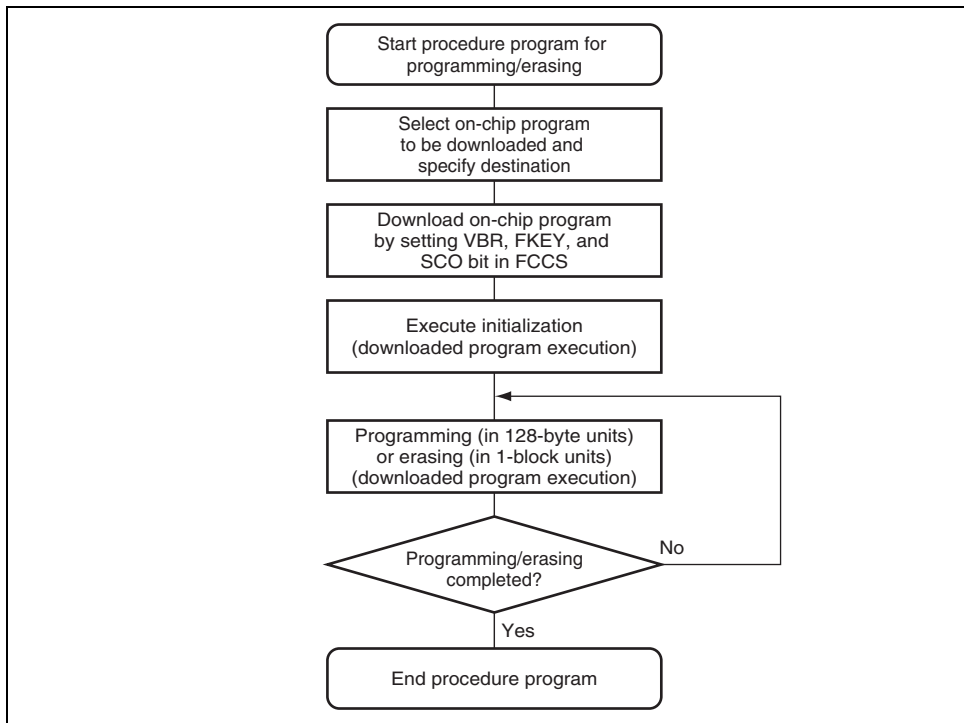 Start procedure program for
programming/erasing
Select on-chip program
to be downloaded and
specify destination
Download on-chip program
by setting VBR, FKEY, and
SCO bit in FCCS
Execute initialization
(downloaded program execution)
Programming (in 128-byte units)
or erasing (in 1-block units)
(downloaded program execution)
Programming/erasing
completed?
No
Yes
End procedure program